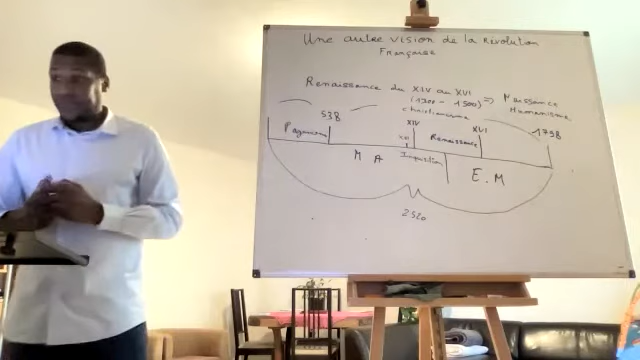 Une autre vision de la Révolution
Française
Renaissance du XIV au XVI
(1300 - 1500) => Naissance
christianisme Humanisme
538 XIV XVI 1798
Paganisme XIII Renaissance
M A Inquisition E.M
2520